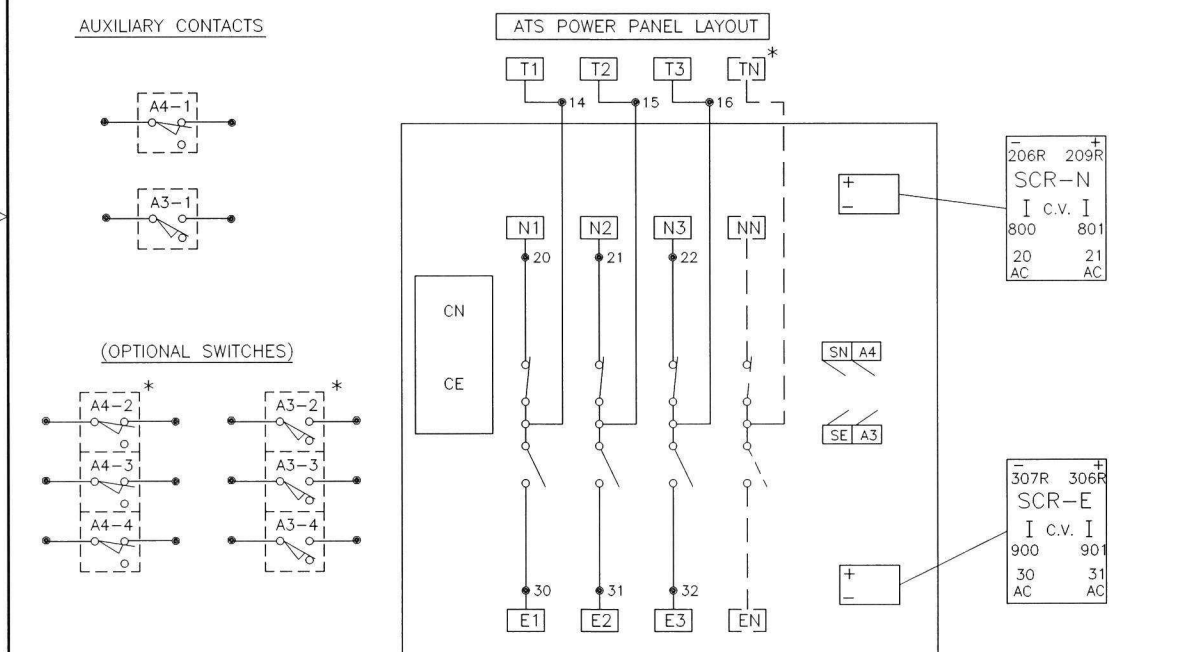 AUXILIARY CONTACTS
A4-1
A3-1
(OPTIONAL SWITCHES)
*
*
A4-2
A3-2
A4-3
A3-3
A4-4
A3-4
ATS POWER PANEL LAYOUT
T1 T2 T3 TN *
14 15 16
N1 N2 N3 NN
20 21 22
CN
CE
30 31 32
E1 E2 E3 EN
+
-
SN A4
SE A3
+
-
- +
206R 209R
SCR-N
I C.V. I
800 801
20 21
AC AC
- +
307R 306R
SCR-E
I C.V. I
900 901
30 31
AC AC